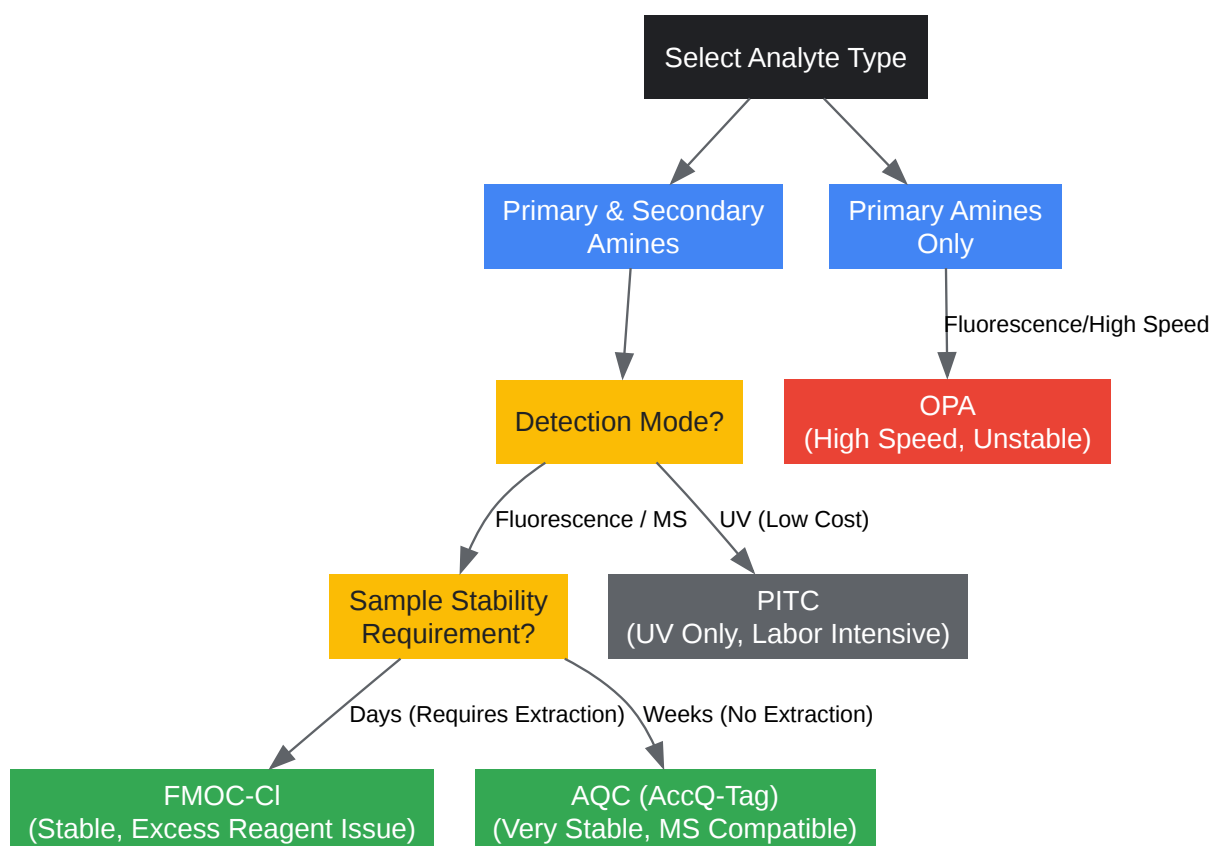 Select Analyte Type
Primary & Secondary
Amines
Primary Amines
Only
Fluorescence/High Speed
Detection Mode?
OPA
(High Speed, Unstable)
Fluorescence / MS
UV (Low Cost)
Sample Stability
Requirement?
PITC
(UV Only, Labor Intensive)
Days (Requires Extraction)
Weeks (No Extraction)
FMOC-Cl
(Stable, Excess Reagent Issue)
AQC (AccQ-Tag)
(Very Stable, MS Compatible)